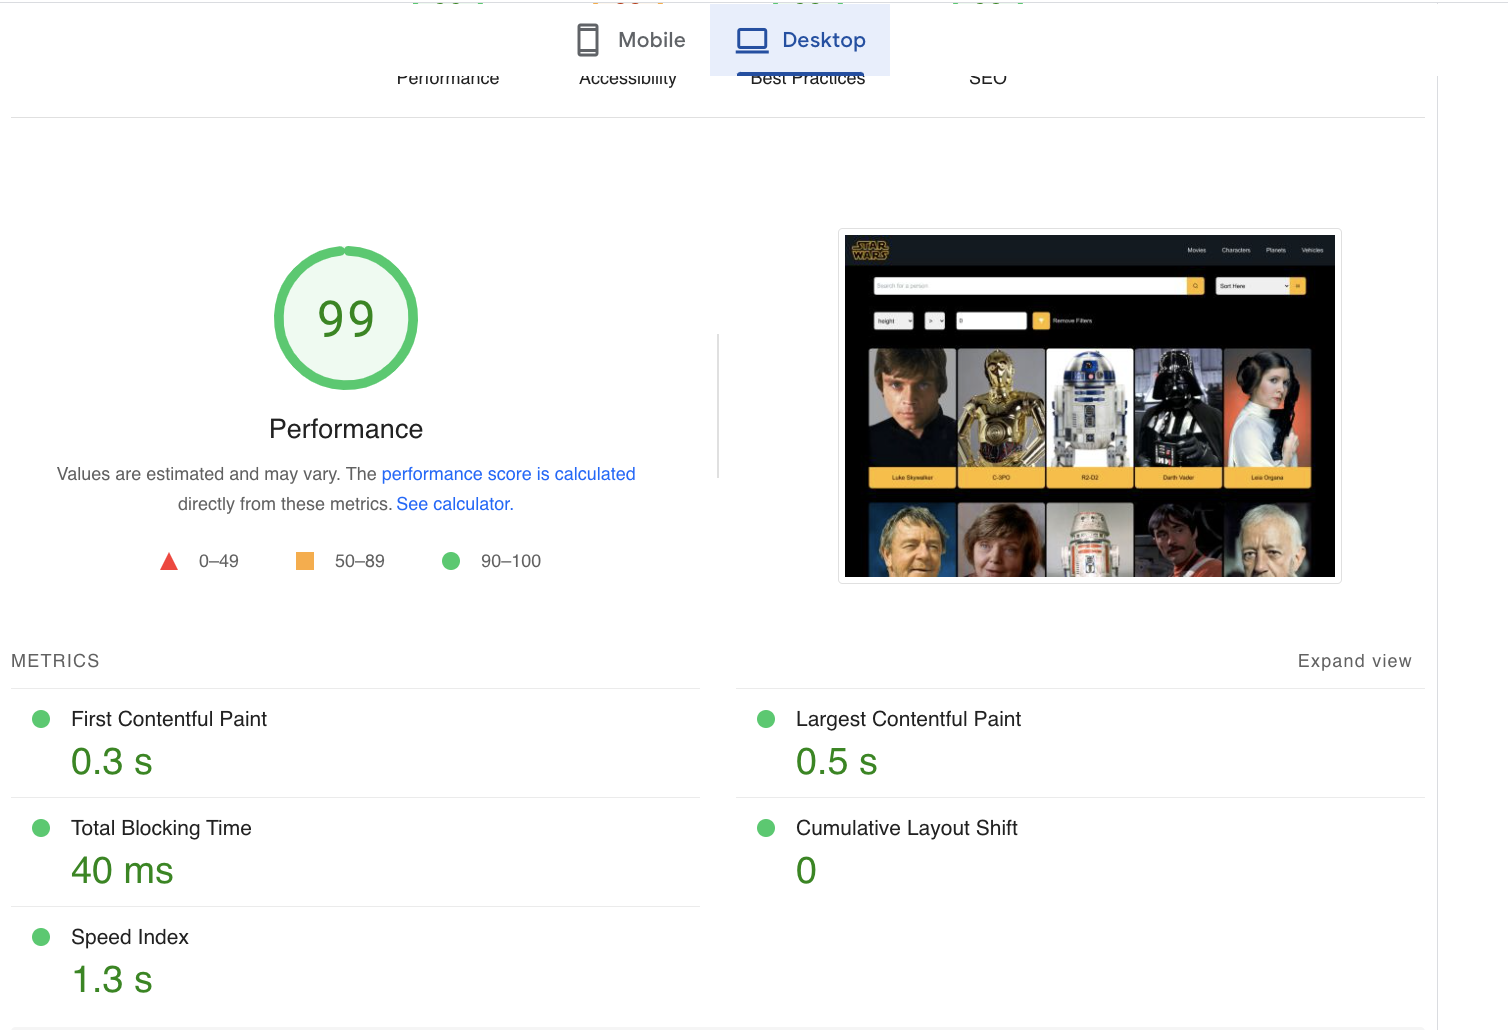 Mobile
Desktop
Performance
Accessibility
Best Practices
SEO
STAR
WARS
Movies
Characters
Planets
Vehicles
Search for a person
Sort Here
height
>
0
Remove Filters
Luke Skywalker
C-3PO
R2-D2
Darth Vader
Leia Organa
99
Performance
Values are estimated and may vary. The performance score is calculated
directly from these metrics. See calculator.
0–49
50–89
90–100
METRICS
Expand view
First Contentful Paint
0.3 s
Largest Contentful Paint
0.5 s
Total Blocking Time
40 ms
Cumulative Layout Shift
0
Speed Index
1.3 s